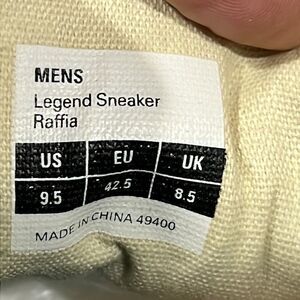 MENS
Legend Sneaker
Raffia
US EU UK
9.5 42.5 8.5
MADE IN CHINA 49400